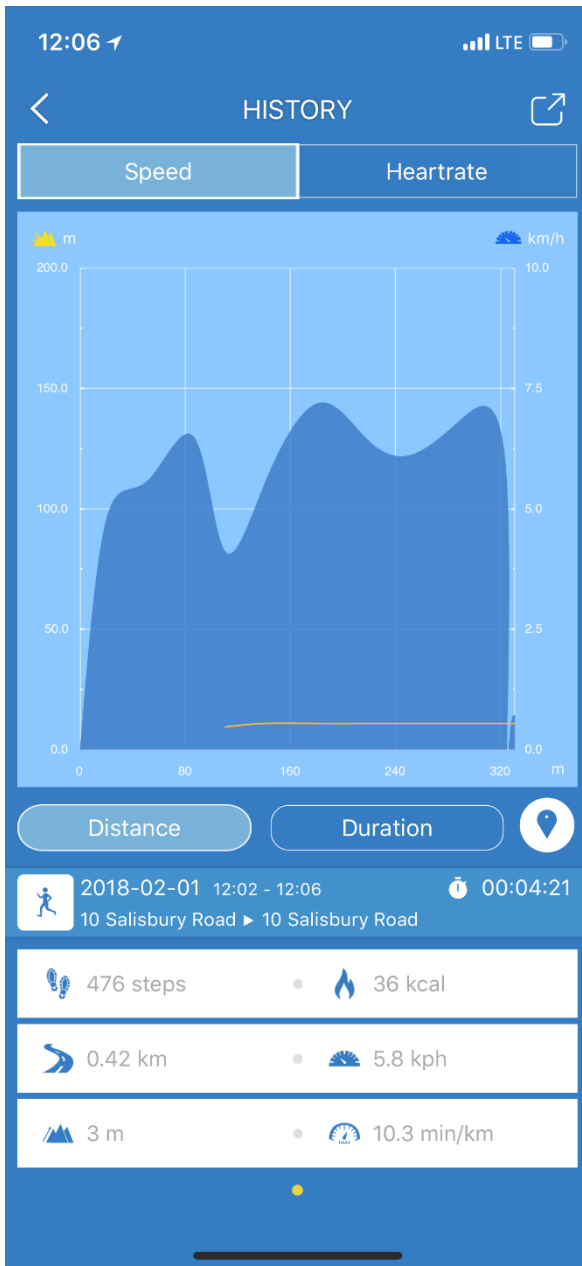 12:06 LTE
HISTORY
Speed Heartrate
m km/h
200.0 10.0
150.0 7.5
100.0 5.0
50.0 2.5
0.0 0.0
0 80 160 240 320 m
Distance Duration
2018-02-01 12:02 - 12:06 00:04:21
10 Salisbury Road ▸ 10 Salisbury Road
476 steps 36 kcal
0.42 km 5.8 kph
3 m 10.3 min/km